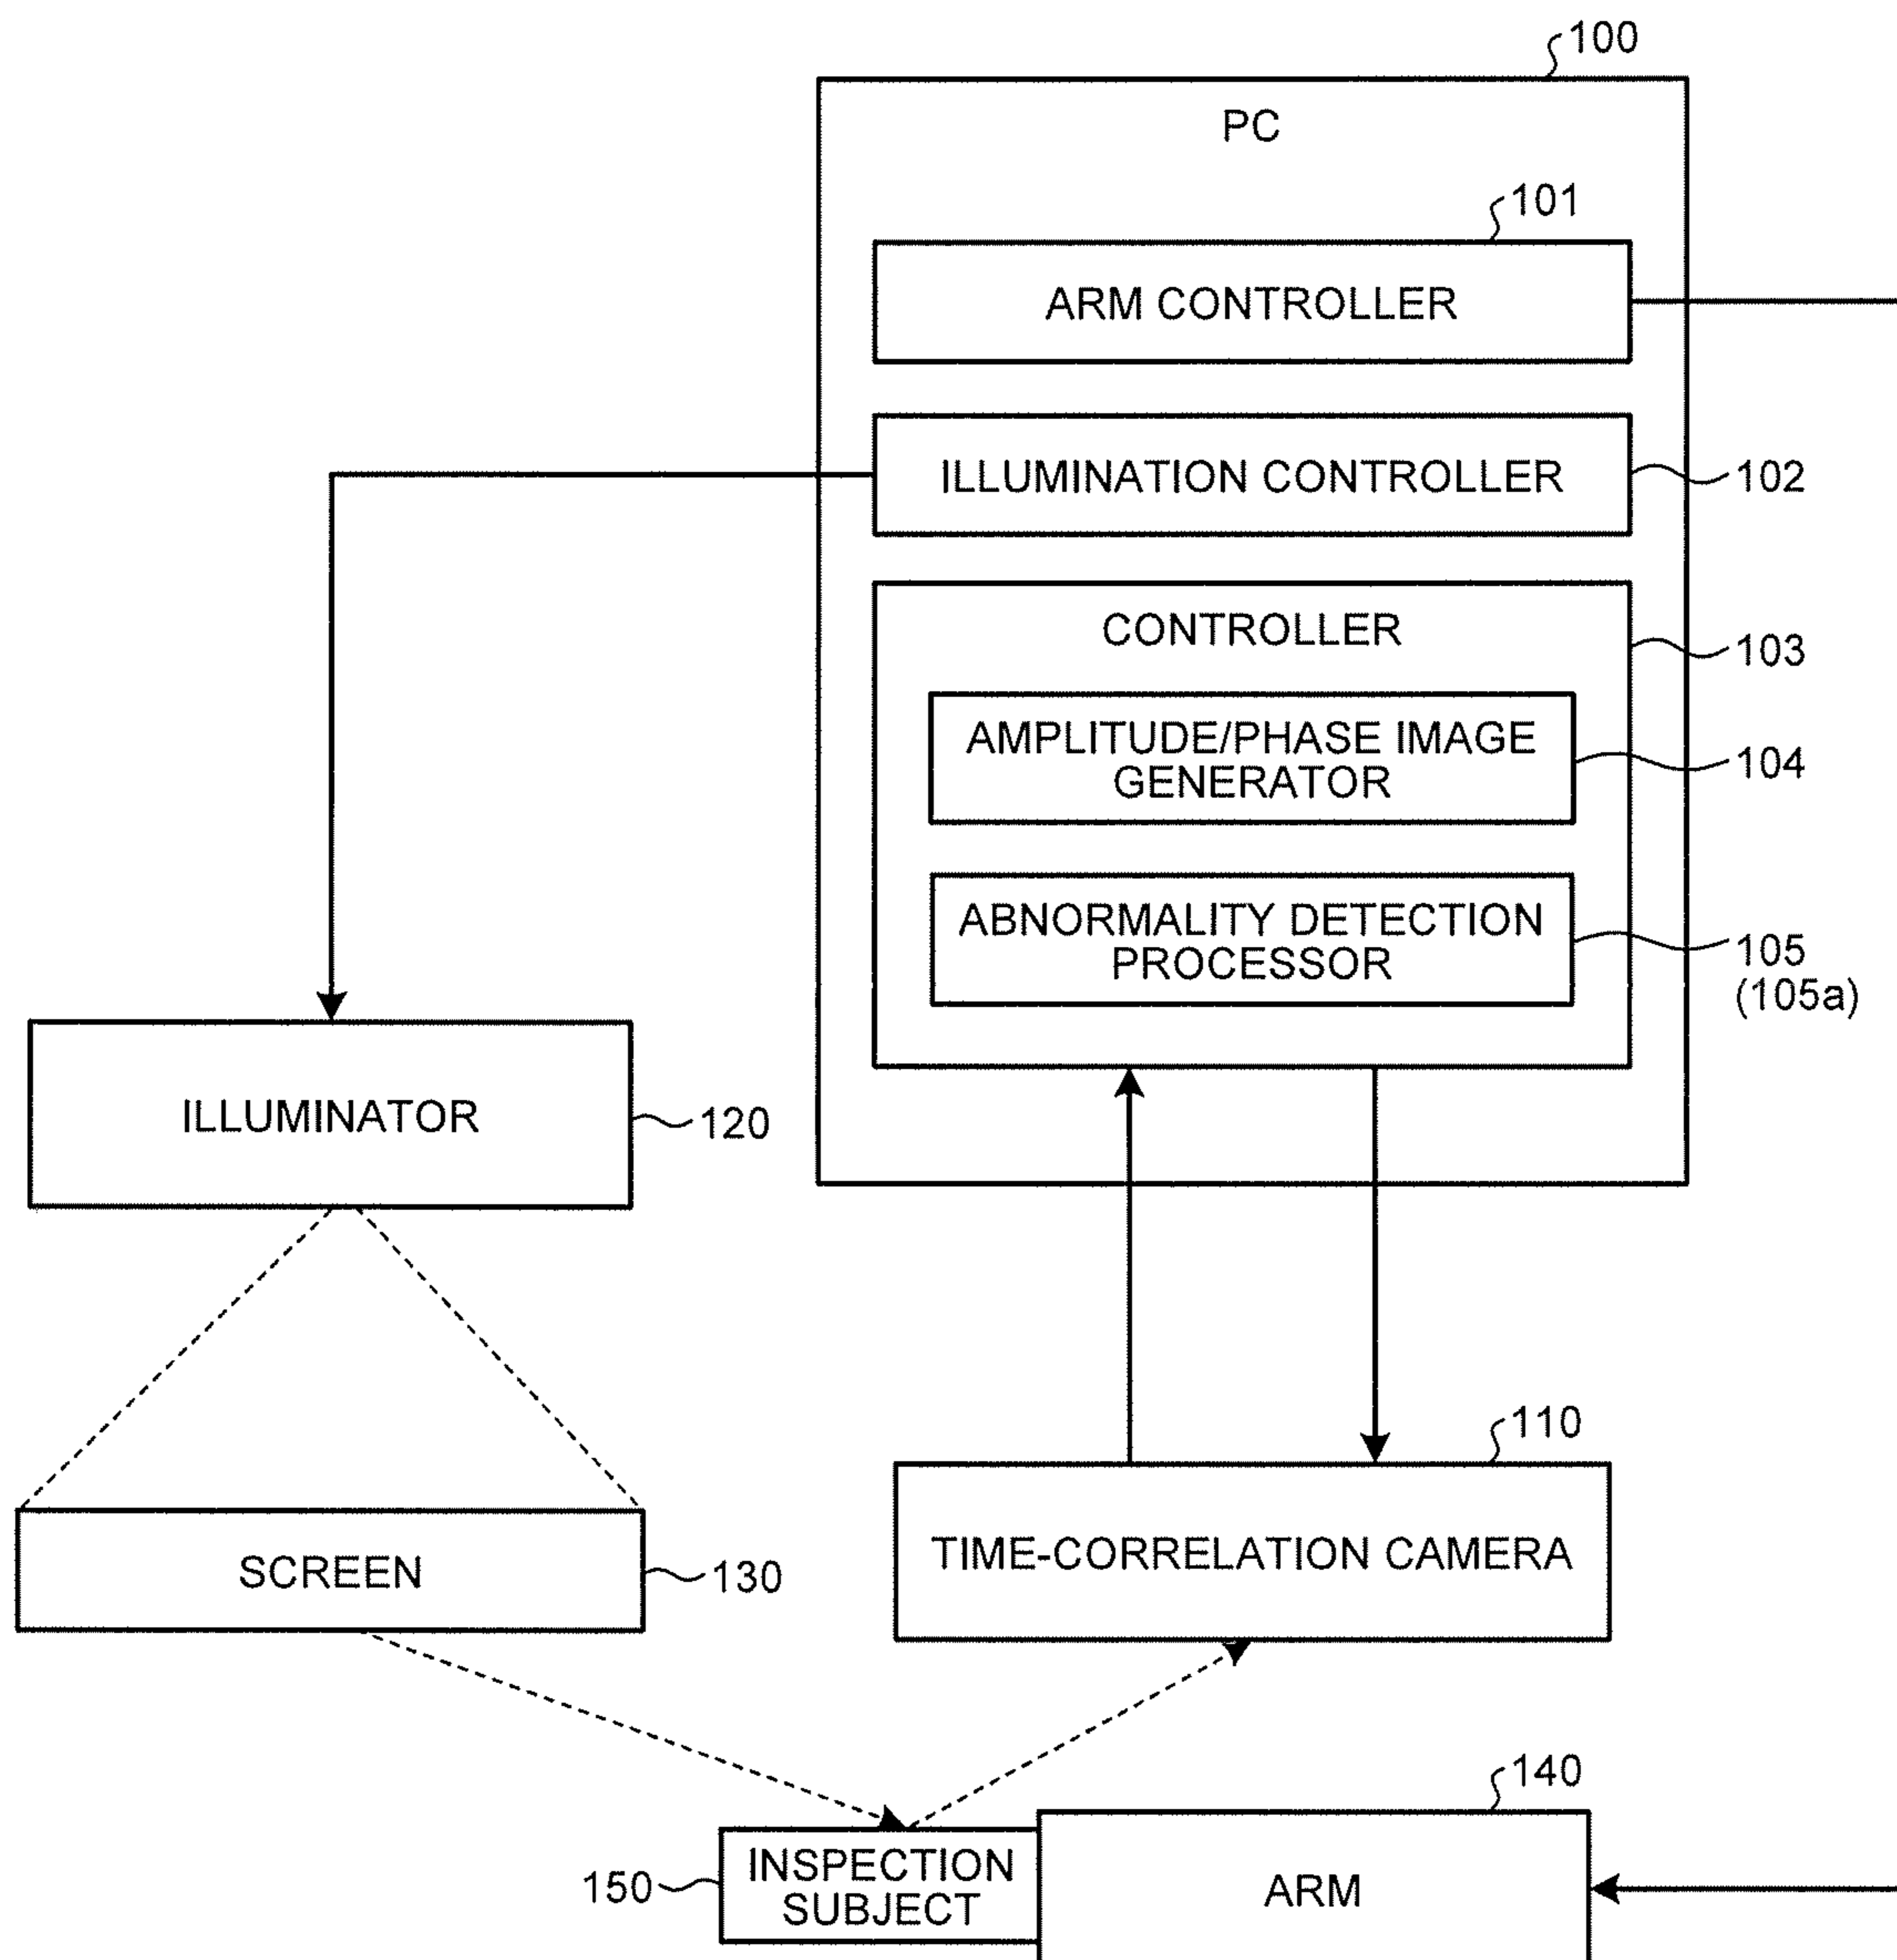 100
PC
101
ARM CONTROLLER
ILLUMINATION CONTROLLER
102
CONTROLLER
103
AMPLITUDE/PHASE IMAGE
GENERATOR
104
ABNORMALITY DETECTION
PROCESSOR
105
(105a)
ILLUMINATOR
120
110
TIME-CORRELATION CAMERA
SCREEN
130
140
150
INSPECTION
SUBJECT
ARM